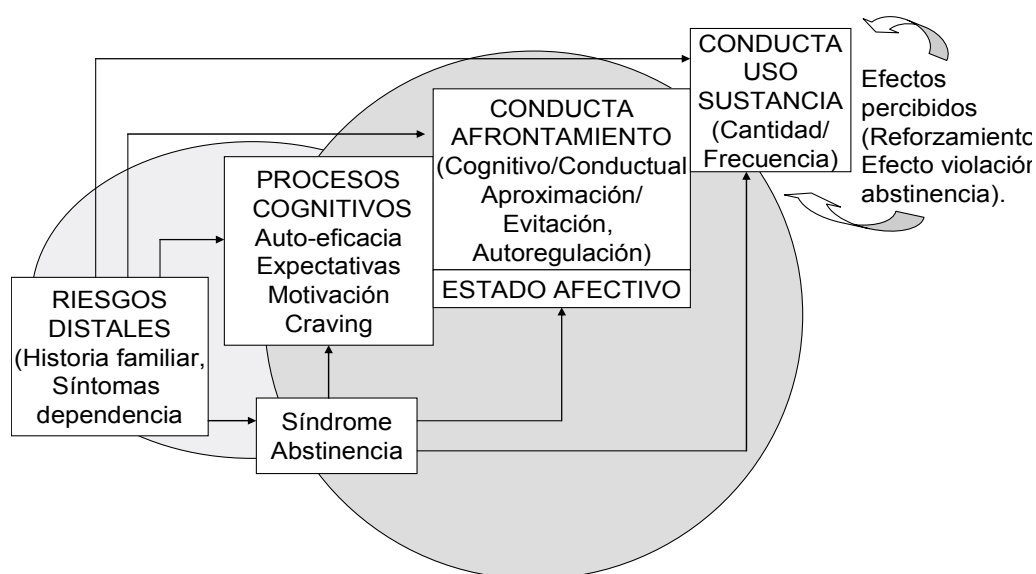 CONDUCTA
USO
SUSTANCIA
(Cantidad/
Frecuencia)
Efectos
percibidos
(Reforzamiento
Efecto violación
abstinencia).
CONDUCTA
AFRONTAMIENTO
(Cognitivo/Conductual
Aproximación/
Evitación,
Autoregulación)
ESTADO AFECTIVO
PROCESOS
COGNITIVOS
Auto-eficacia
Expectativas
Motivación
Craving
RIESGOS
DISTALES
(Historia familiar,
Síntomas
dependencia
Síndrome
Abstinencia